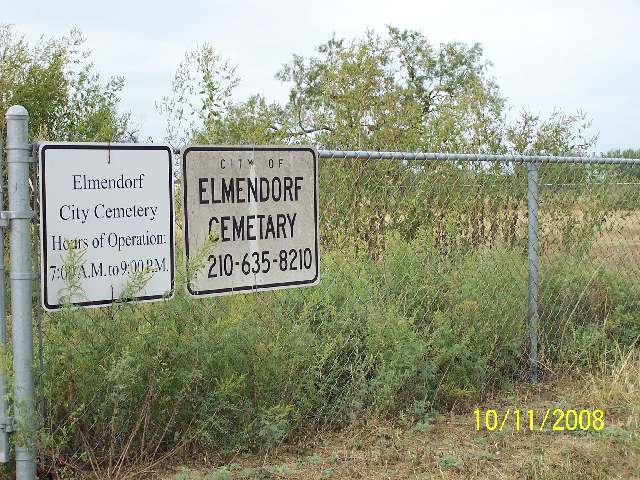 Elmendorf
City Cemetery
Hours of Operation:
7:00 A.M. to 9:00 P.M.
CITY OF
ELMENDORF
CEMETARY
210-635-8210
10/11/2008